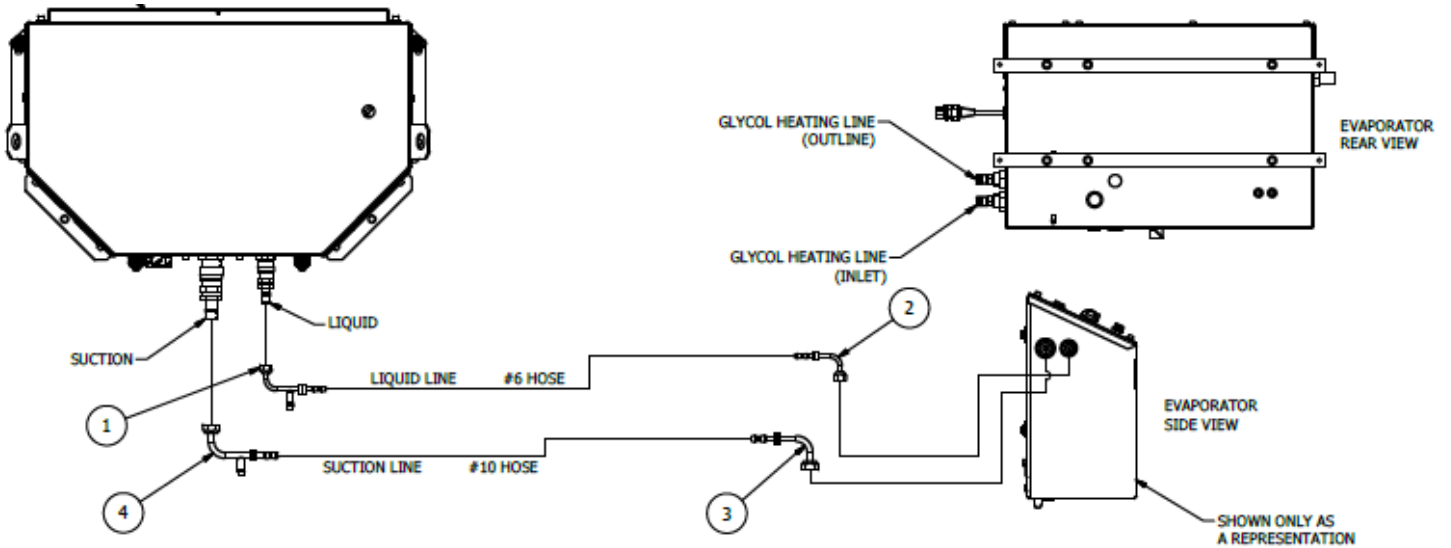 GLYCOL HEATING LINE
(OUTLINE)
EVAPORATOR
REAR VIEW
GLYCOL HEATING LINE
(INLET)
2
LIQUID
SUCTION
LIQUID LINE #6 HOSE
1
EVAPORATOR
SIDE VIEW
SUCTION LINE #10 HOSE
4
3
SHOWN ONLY AS
A REPRESENTATION